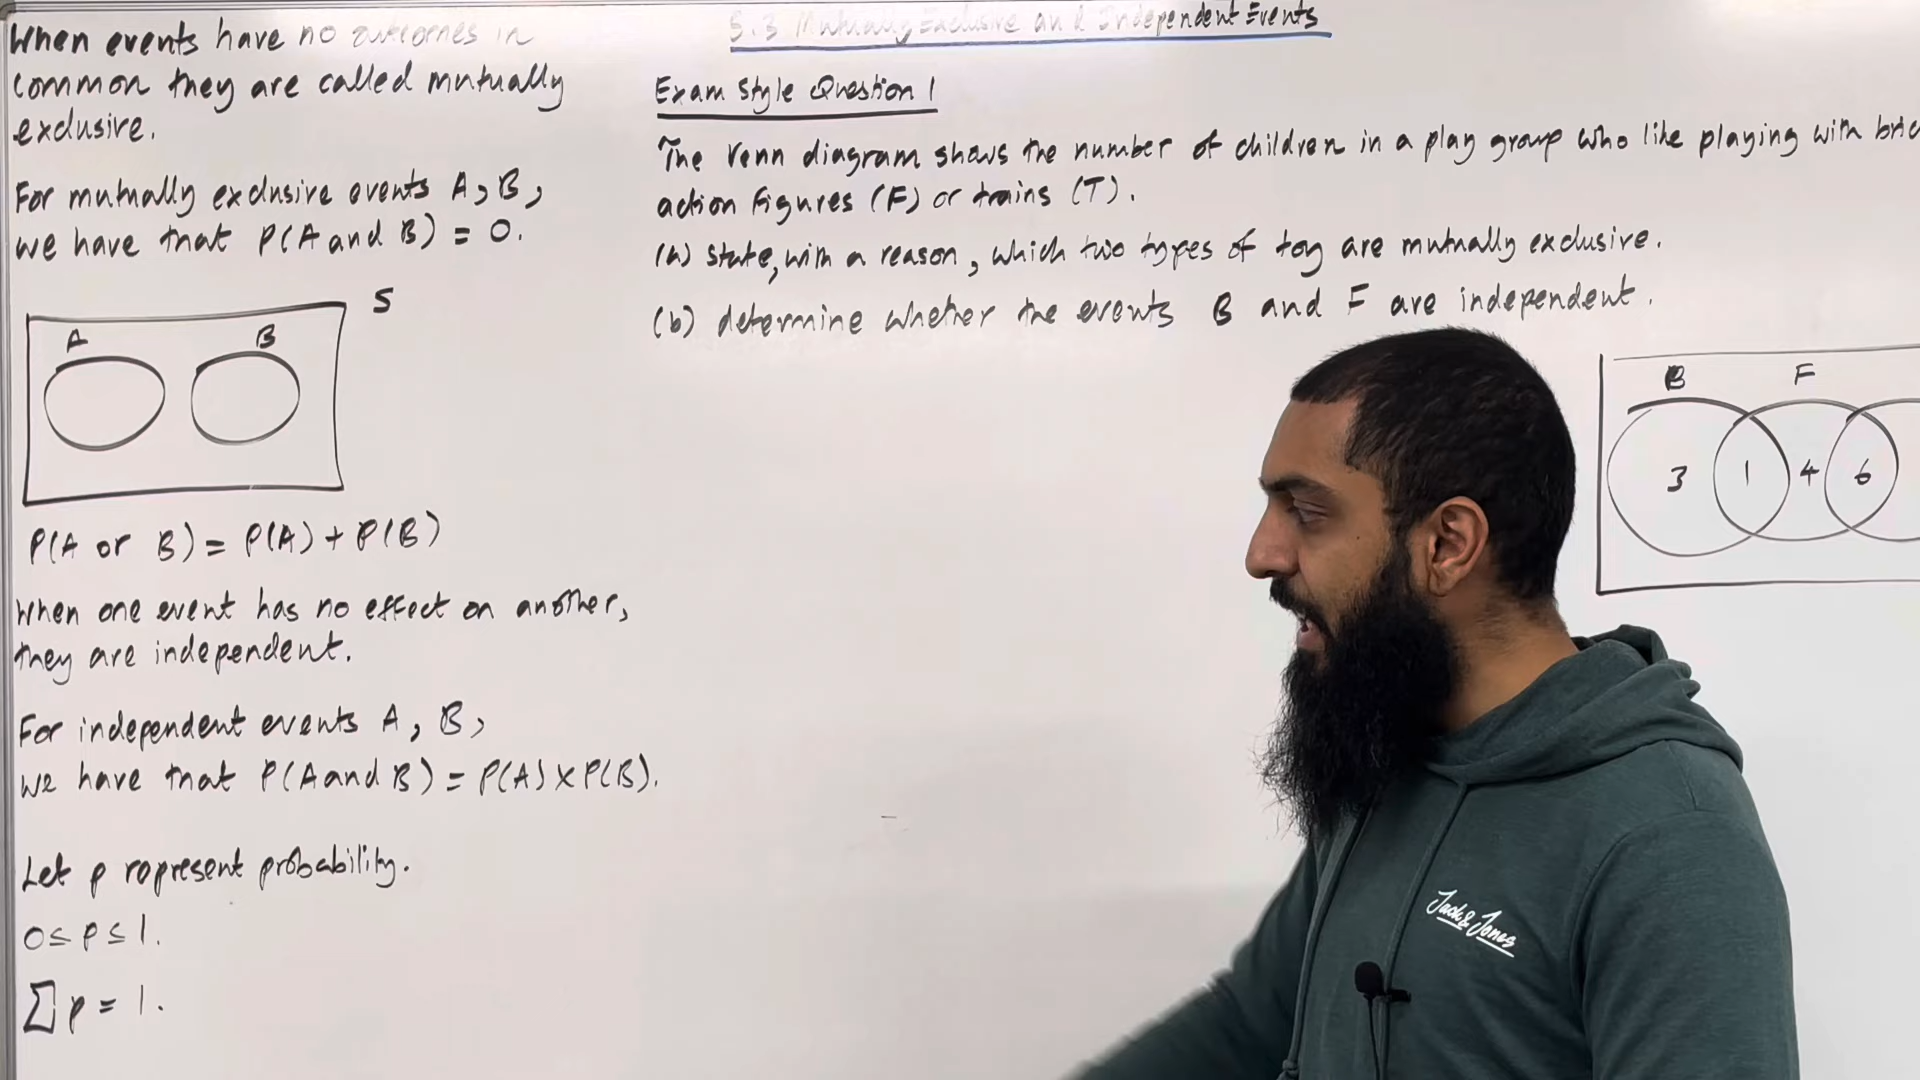 When events have no outcomes in
common they are called mutually
exclusive.
For mutually exclusive events A, B,
we have that P(A and B) = 0.
S
A B
P(A or B) = P(A) + P(B)
When one event has no effect on another,
they are independent.
For independent events A, B,
we have that P(A and B) = P(A) × P(B).
Let p represent probability.
0 ≤ p ≤ 1.
∑ p = 1.
5.3 Mutually Exclusive and Independent Events
Exam Style Question 1
The Venn diagram shows the number of children in a play group who like playing with bric
action figures (F) or trains (T).
(a) state, with a reason, which two types of toy are mutually exclusive.
(b) determine whether the events B and F are independent.
B F
3 1 4 6
Jack & Jones